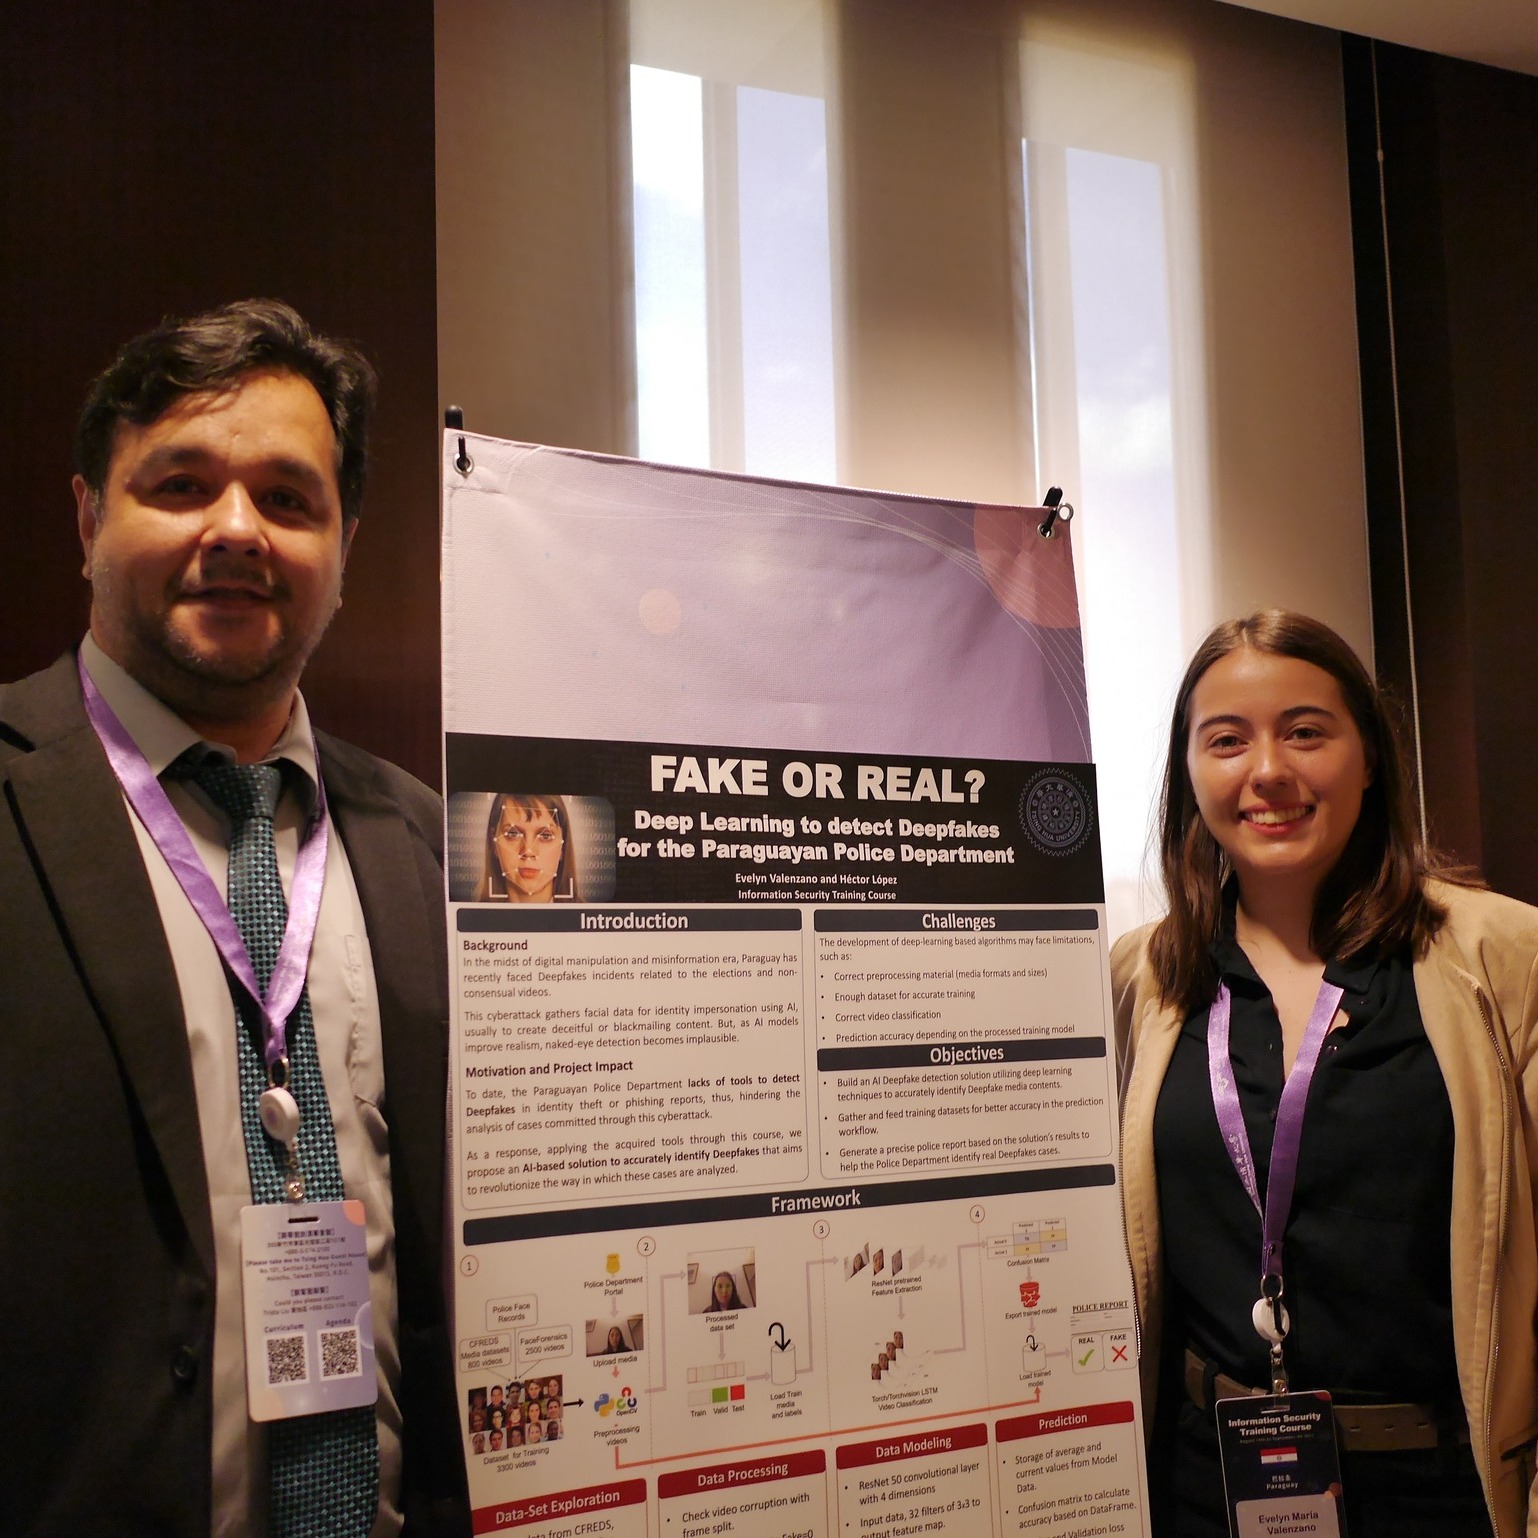 FAKE OR REAL?
Deep Learning to detect Deepfakes
for the Paraguayan Police Department
Evelyn Valenzano and Héctor López
Information Security Training Course
Introduction
Background
In the midst of digital manipulation and misinformation era, Paraguay has
recently faced Deepfakes incidents related to the elections and non-
consensual videos.
This cyberattack gathers facial data for identity impersonation using AI,
usually to create deceitful or blackmailing content. But, as AI models
improve realism, naked-eye detection becomes implausible.
Motivation and Project Impact
To date, the Paraguayan Police Department lacks of tools to detect
Deepfakes in identity theft or phishing reports, thus, hindering the
analysis of cases committed through this cyberattack.
As a response, applying the acquired tools through this course, we
propose an AI-based solution to accurately identify Deepfakes that aims
to revolutionize the way in which these cases are analyzed.
Challenges
The development of deep-learning based algorithms may face limitations,
such as:
• Correct preprocessing material (media formats and sizes)
• Enough dataset for accurate training
• Correct video classification
• Prediction accuracy depending on the processed training model
Objectives
• Build an AI Deepfake detection solution utilizing deep learning
techniques to accurately identify Deepfake media contents.
• Gather and feed training datasets for better accuracy in the prediction
workflow.
• Generate a precise police report based on the solution's results to
help the Police Department identify real Deepfakes cases.
Framework
1
Police Face
Records
CFREDS
Media datasets
800 videos
FaceForensics
2500 videos
Dataset for Training
3300 videos
Police Department
Portal
Upload media
OpenCV
Preprocessing
videos
2
Processed
data set
Train Valid Test
Load Train
media
and labels
3
ResNet pretrained
Feature Extraction
Torch/Torchvision LSTM
Video Classification
4
Confusion Matrix
Export trained model
Load trained
model
POLICE REPORT
REAL
FAKE
Data-Set Exploration
from CFREDS,
Data Processing
• Check video corruption with
frame split.
Fake=0
Data Modeling
• ResNet 50 convolutional layer
with 4 dimensions
• Input data, 32 filters of 3x3 to
output feature map.
Prediction
• Storage of average and
current values from Model
Data.
• Confusion matrix to calculate
accuracy based on DataFrame.
and Validation loss
Curriculum
Agenda
Information Security
Training Course
Paraguay
Evelyn María
Valenzano